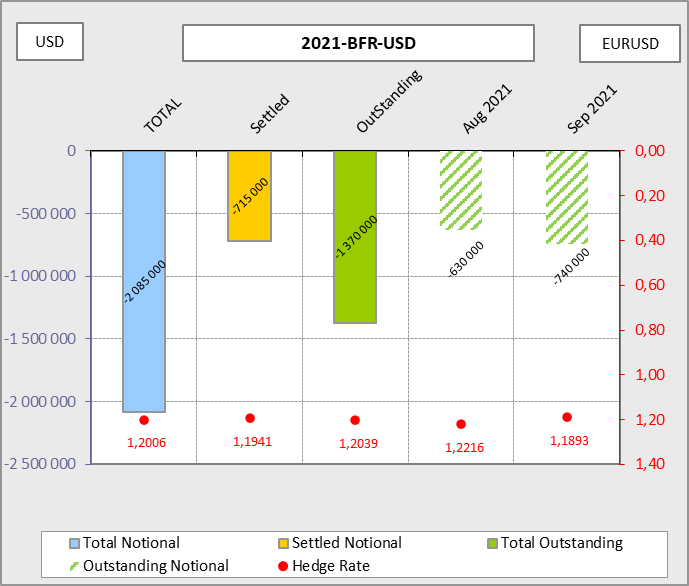 USD
2021-BFR-USD
EURUSD
TOTAL
Settled
OutStanding
Aug 2021
Sep 2021
0
-500 000
-1 000 000
-1 500 000
-2 000 000
-2 500 000
-2 085 000
-715 000
-1 370 000
-630 000
-740 000
0,00
0,20
0,40
0,60
0,80
1,00
1,20
1,40
1,2006
1,1941
1,2039
1,2216
1,1893
Total Notional
Settled Notional
Total Outstanding
Outstanding Notional
Hedge Rate